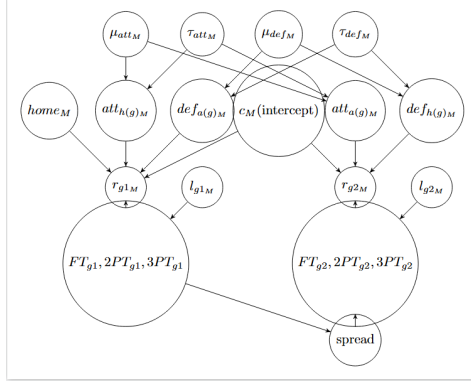 μ_{att_M} τ_{att_M} μ_{def_M} τ_{def_M}
home_M att_{h(g)_M} def_{a(g)_M} c_M(intercept) att_{a(g)_M} def_{h(g)_M}
r_{g1_M} l_{g1_M} r_{g2_M} l_{g2_M}
FT_{g1}, 2PT_{g1}, 3PT_{g1} FT_{g2}, 2PT_{g2}, 3PT_{g2}
spread